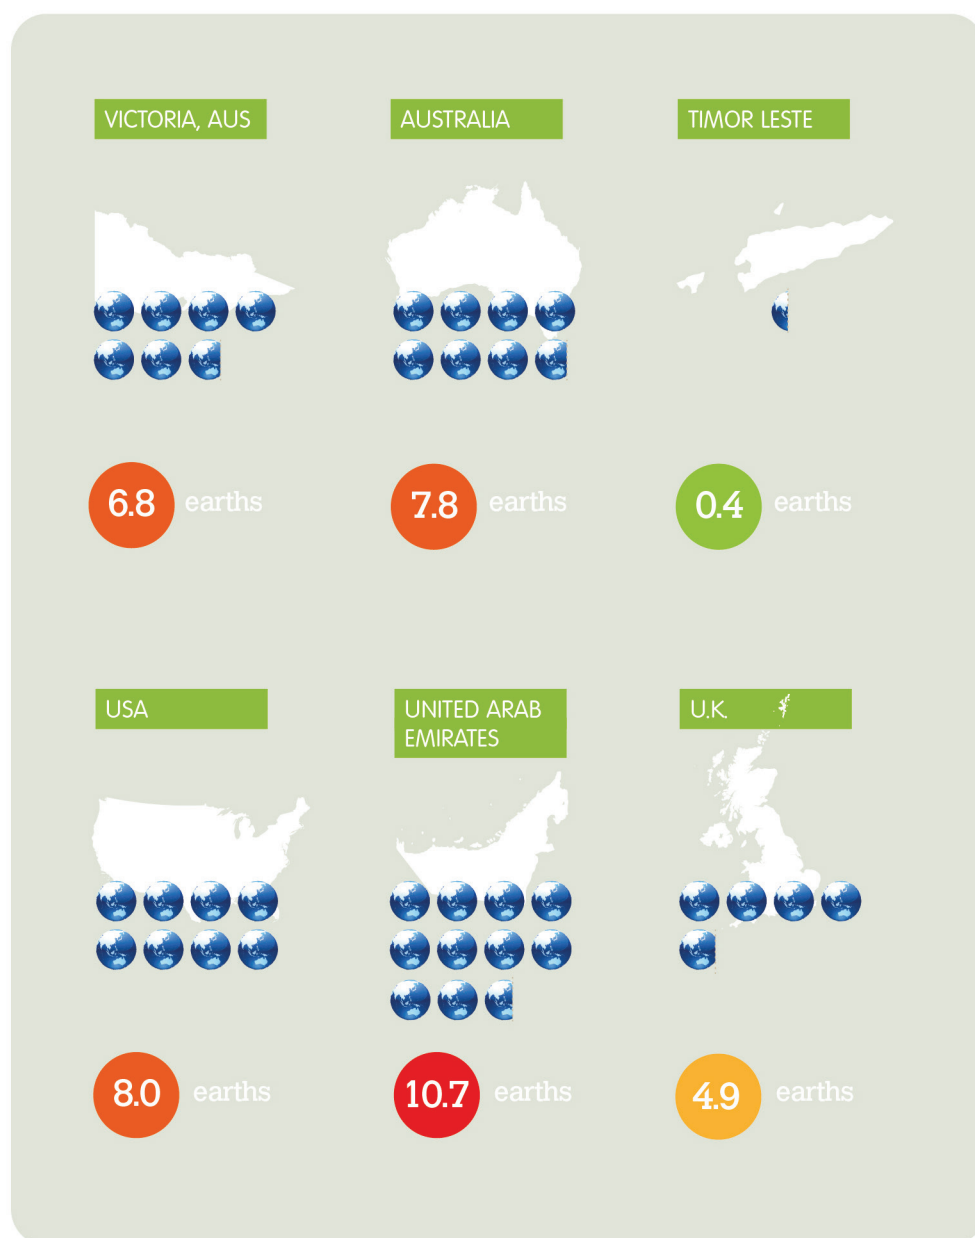 VICTORIA, AUS
AUSTRALIA
TIMOR LESTE
6.8 earths
7.8 earths
0.4 earths
USA
UNITED ARAB
EMIRATES
U.K.
8.0 earths
10.7 earths
4.9 earths